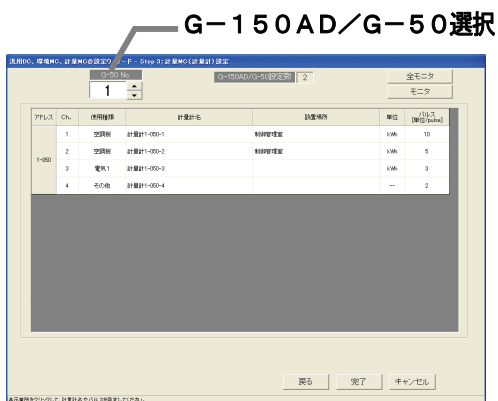 G－150AD／G－50選択
汎用DC、環境MC、計量MC@設定ウィザード - Step 3:計量MC(計量計)設定
G-50 No
G-150AD/G-50設定数 2
全モニタ
1
モニタ
アドレス Ch. 使用種類 計量計名 設置場所 単位 パルス[単位/pulse]
1 空調機 計量計1-050-1 制御管理室 kWh 10
1-050
2 空調機 計量計1-050-2 制御管理室 kWh 5
3 電気1 計量計1-050-3 kWh 3
4 その他 計量計1-050-4 -- 2
戻る 完了 キャンセル